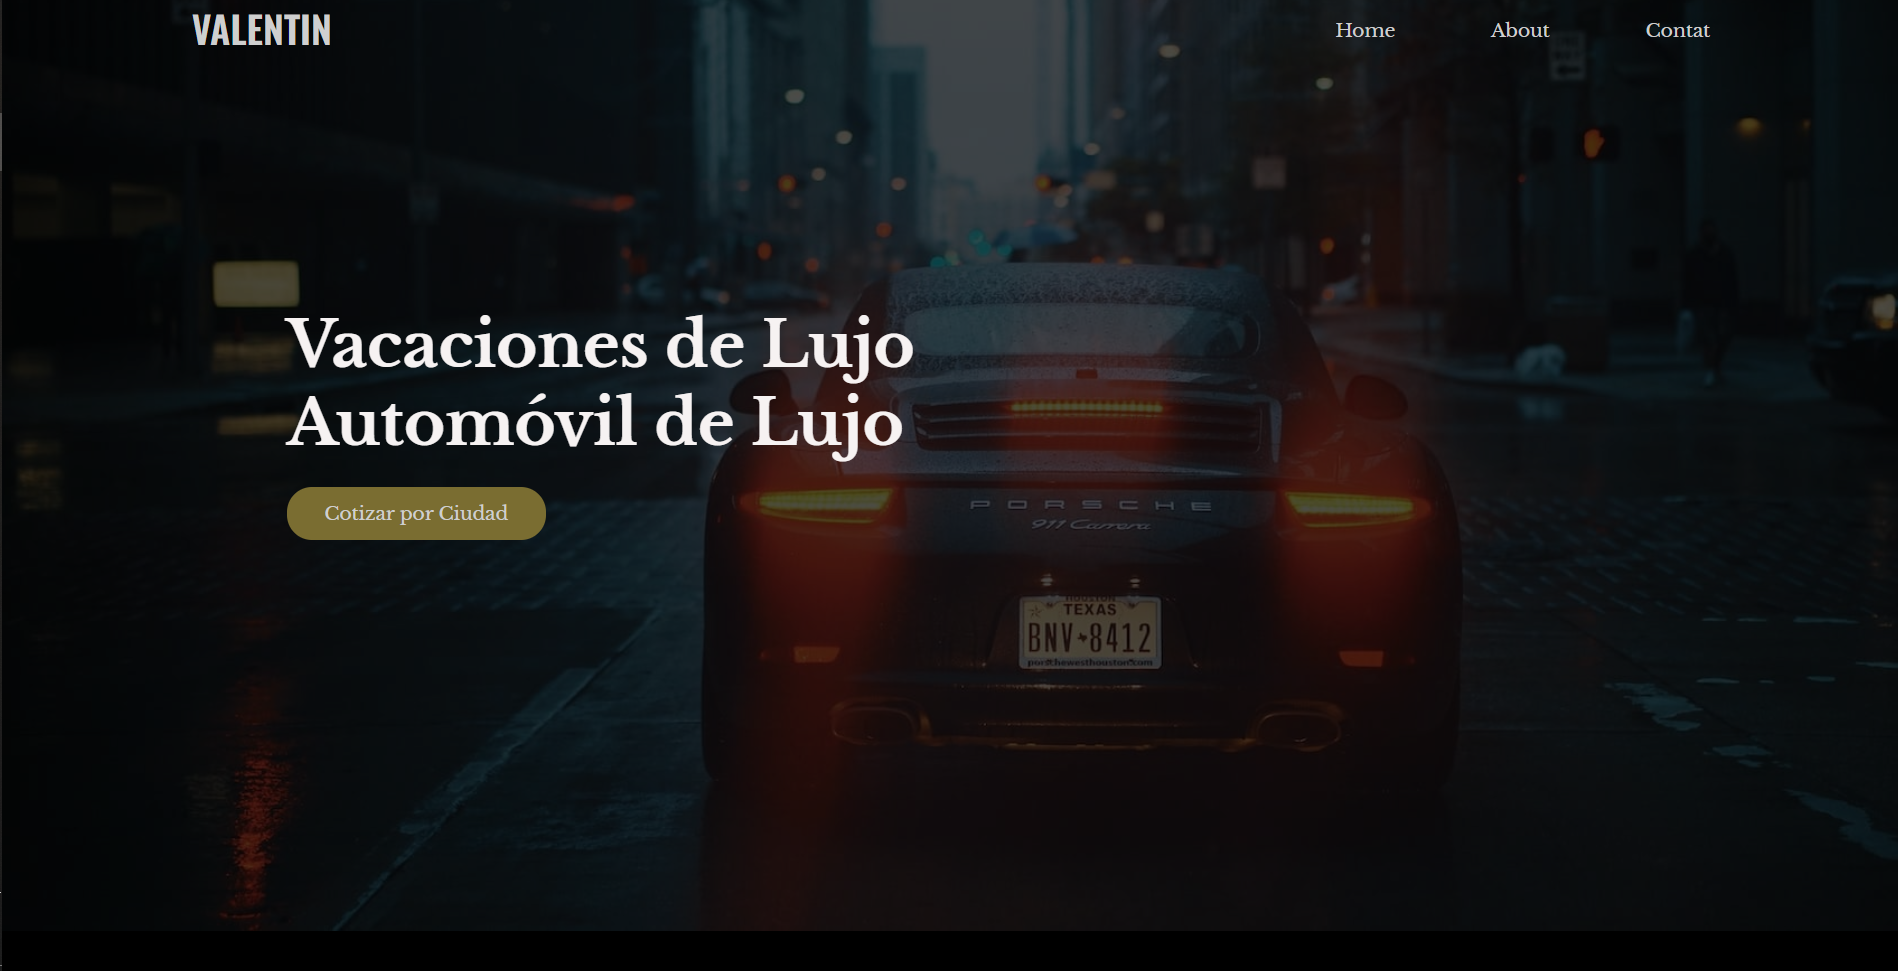 VALENTIN
Home
About
Contat
Vacaciones de Lujo
Automóvil de Lujo
Cotizar por Ciudad
PORSCHE
911 Carrera
HOUSTON
TEXAS
BNV★8412
porschewesthouston.com